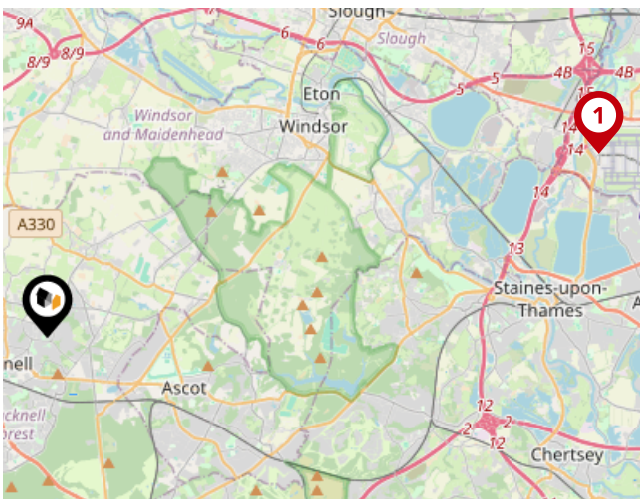 Slough
9A
8/9
8/9
6
6
Slough
15
4B
4B
5
5
15
Eton
1
Windsor
and Maidenhead
Windsor
14
14
14
A330
13
Staines-upon-
Thames
A
nell
Ascot
cknell
orest
12
2
2
12
Chertsey